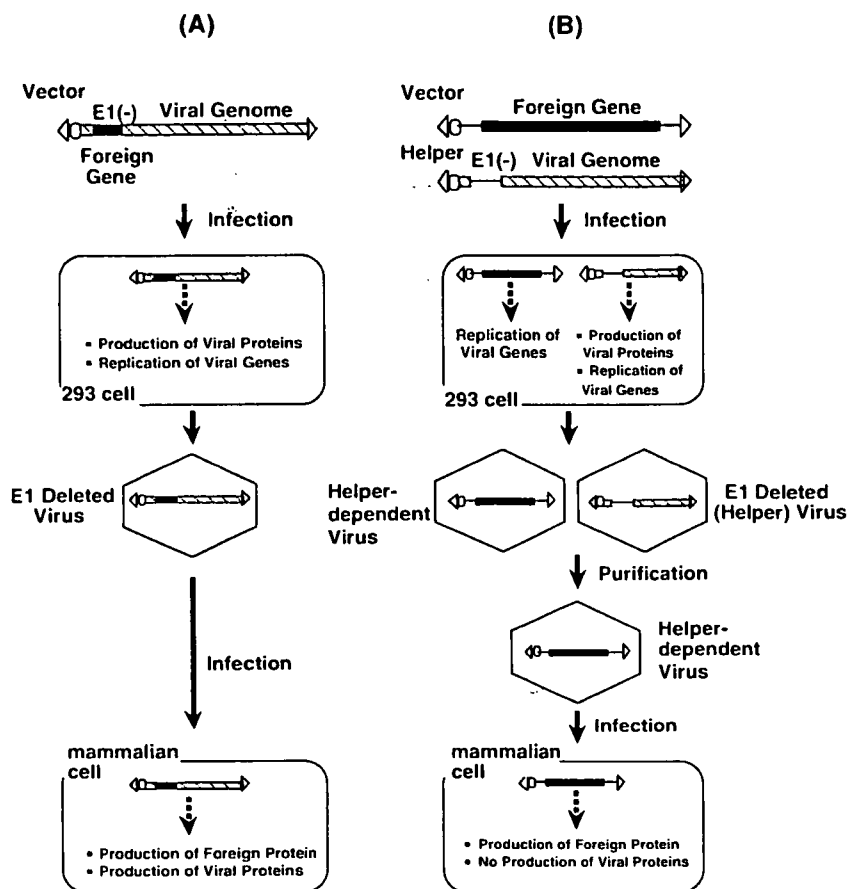 (A)
Vector
E1(-) Viral Genome
Foreign
Gene
Infection
▪ Production of Viral Proteins
▪ Replication of Viral Genes
293 cell
E1 Deleted
Virus
Infection
mammalian
cell
• Production of Foreign Protein
• Production of Viral Proteins
(B)
Vector
Foreign Gene
Helper
E1(-) Viral Genome
Infection
Replication of
Viral Genes
▪ Production of
Viral Proteins
▪ Replication of
Viral Genes
293 cell
Helper-
dependent
Virus
E1 Deleted
(Helper) Virus
Purification
Helper-
dependent
Virus
Infection
mammalian
cell
• Production of Foreign Protein
• No Production of Viral Proteins